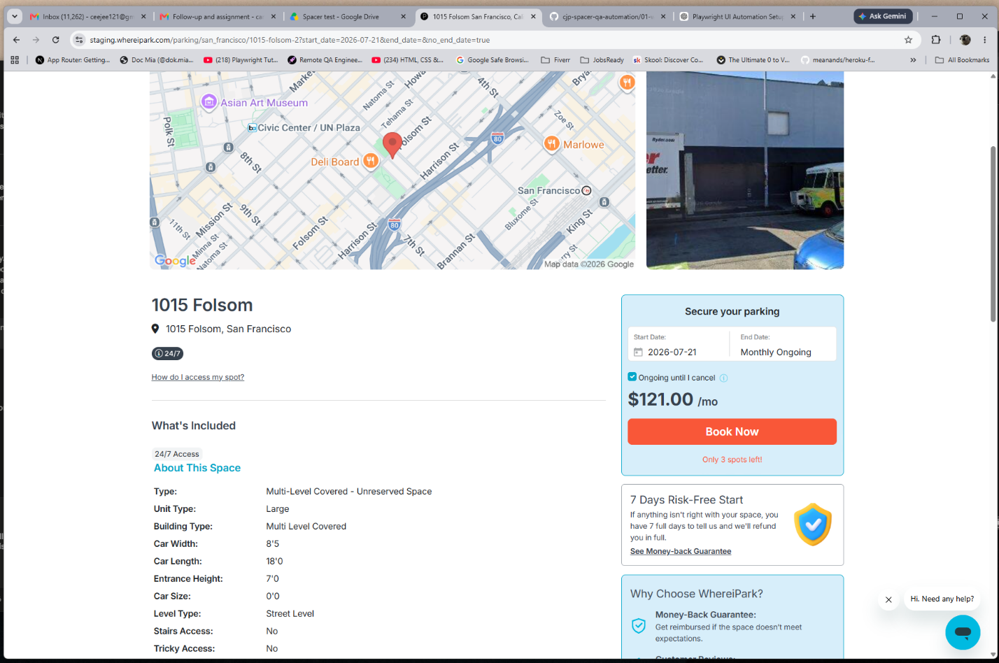 Inbox (11,262) - ceejee121@gm
Follow-up and assignment - ca
Spacer test - Google Drive
1015 Folsom San Francisco, Cali
cjp-spacer-qa-automation/01-s
Playwright UI Automation Setup
Ask Gemini
staging.whereipark.com/parking/san_francisco/1015-folsom-2?start_date=2026-07-21&end_date=&no_end_date=true
App Router: Getting...
Doc Mia (@dok.mia...
(218) Playwright Tut...
Remote QA Enginee...
(234) HTML, CSS &...
Google Safe Browsi...
Fiverr
JobsReady
Skool: Discover Co...
The Ultimate 0 to V...
meanands/heroku-f...
All Bookmarks
Market
Howa
Natoma St
Tehama St
4th St
Brya
Asian Art Museum
Zoe St
Polk St
Civic Center / UN Plaza
Folsom St
80
Marlowe
8th St
Deli Board
Harrison St
San Francisco
9th St
Mission St
11th St
Minna St
Natoma St
Folsom St
Harrison St
80
7th St
Brannan St
Bluxome St
King St
erry St
Google
Map data ©2026 Google
Ryder.com
er
etter.
1015 Folsom
1015 Folsom, San Francisco
24/7
How do I access my spot?
What's Included
24/7 Access
About This Space
Type: Multi-Level Covered - Unreserved Space
Unit Type: Large
Building Type: Multi Level Covered
Car Width: 8'5
Car Length: 18'0
Entrance Height: 7'0
Car Size: 0'0
Level Type: Street Level
Stairs Access: No
Tricky Access: No
Secure your parking
Start Date: End Date:
2026-07-21 Monthly Ongoing
Ongoing until I cancel
$121.00 /mo
Book Now
Only 3 spots left!
7 Days Risk-Free Start
If anything isn't right with your space, you
have 7 full days to tell us and we'll refund
you in full.
See Money-back Guarantee
Why Choose WhereiPark?
Money-Back Guarantee:
Get reimbursed if the space doesn't meet
expectations.
Customer Reviews:
Hi. Need any help?